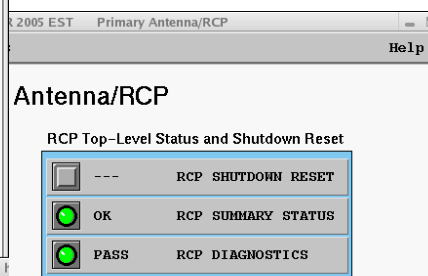 2005 EST Primary Antenna/RCP
Help
Antenna/RCP
RCP Top-Level Status and Shutdown Reset
--- RCP SHUTDOWN RESET
OK RCP SUMMARY STATUS
PASS RCP DIAGNOSTICS